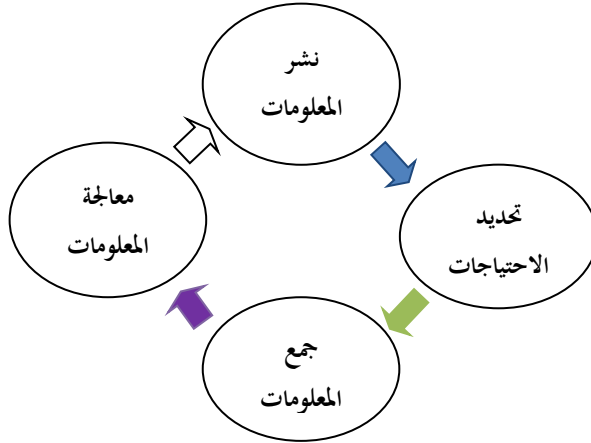 نشر
المعلومات
تحديد
الاحتياجات
جمع
المعلومات
معالجة
المعلومات